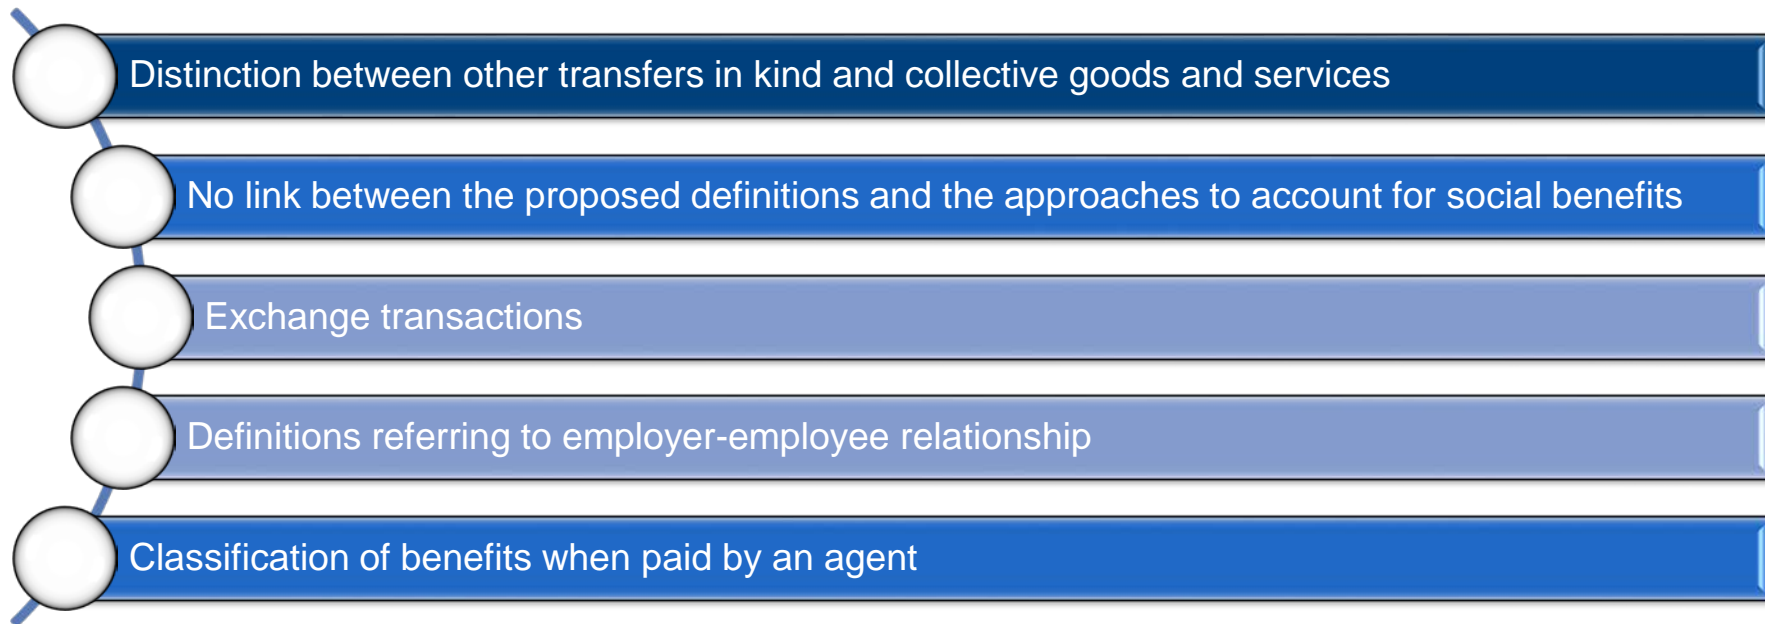 Distinction between other transfers in kind and collective goods and services
No link between the proposed definitions and the approaches to account for social benefits
Exchange transactions
Definitions referring to employer-employee relationship
Classification of benefits when paid by an agent